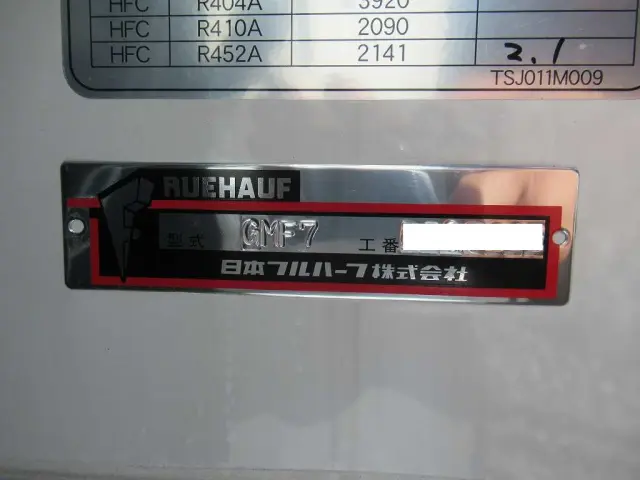 HFC R404A 3920
HFC R410A 2090
HFC R452A 2141 2.1
TSJ011M009
RUEHAUF
型式 GMF7 工番
日本フルハーフ株式会社